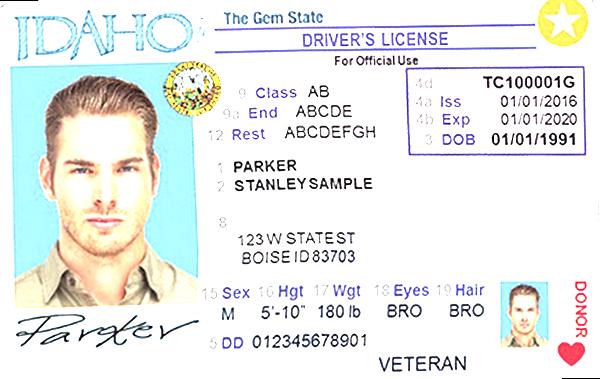 IDAHO
The Gem State
DRIVER'S LICENSE
For Official Use
9 Class AB
9a End ABCDE
12 Rest ABCDEFGH
4d TC100001G
4a Iss 01/01/2016
4b Exp 01/01/2020
3 DOB 01/01/1991
1 PARKER
2 STANLEYSAMPLE
8
123 W STATE ST
BOISE ID 83703
15 Sex 16 Hgt 17 Wgt 18 Eyes 19 Hair
M 5'-10" 180 lb BRO BRO
5 DD 012345678901
DONOR
Parker
VETERAN